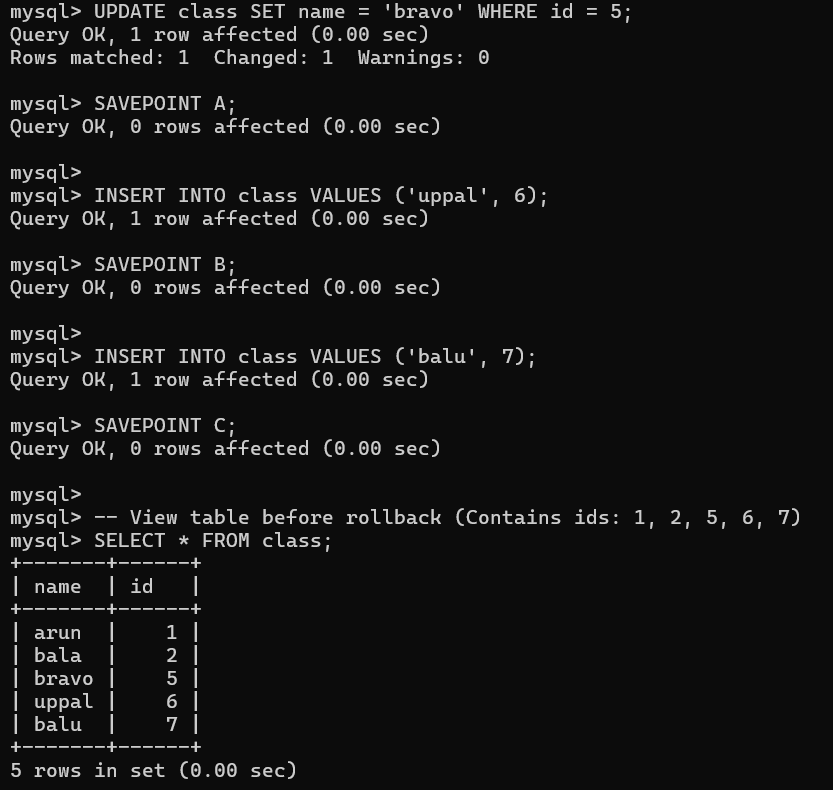 mysql> UPDATE class SET name = 'bravo' WHERE id = 5;
Query OK, 1 row affected (0.00 sec)
Rows matched: 1  Changed: 1  Warnings: 0
mysql> SAVEPOINT A;
Query OK, 0 rows affected (0.00 sec)
mysql>
mysql> INSERT INTO class VALUES ('uppal', 6);
Query OK, 1 row affected (0.00 sec)
mysql> SAVEPOINT B;
Query OK, 0 rows affected (0.00 sec)
mysql>
mysql> INSERT INTO class VALUES ('balu', 7);
Query OK, 1 row affected (0.00 sec)
mysql> SAVEPOINT C;
Query OK, 0 rows affected (0.00 sec)
mysql>
mysql> -- View table before rollback (Contains ids: 1, 2, 5, 6, 7)
mysql> SELECT * FROM class;
+-------+------+
| name  | id   |
+-------+------+
| arun  |    1 |
| bala  |    2 |
| bravo |    5 |
| uppal |    6 |
| balu  |    7 |
+-------+------+
5 rows in set (0.00 sec)